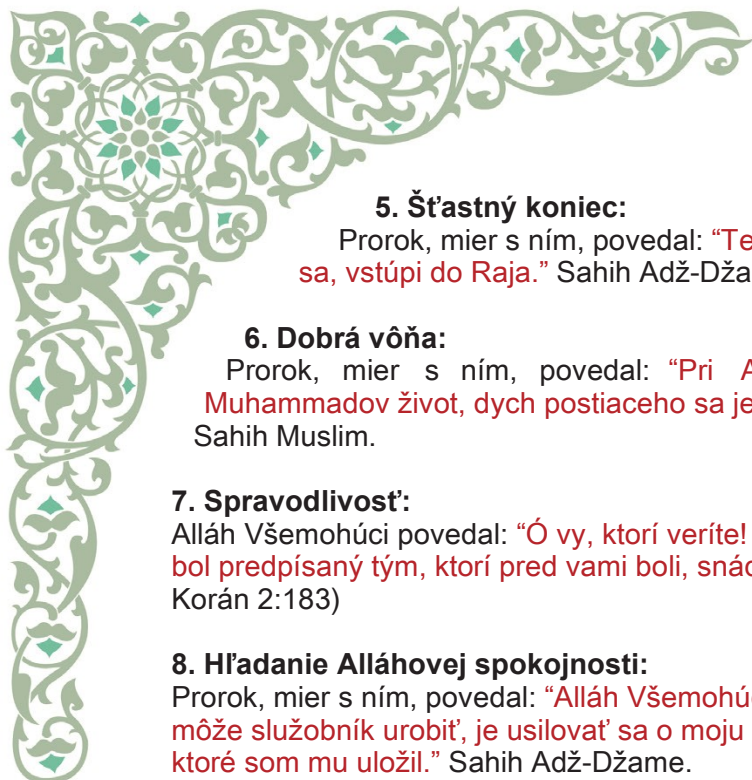 5. Šťastný koniec:
Prorok, mier s ním, povedal: “Te
sa, vstúpi do Raja.” Sahih Adž-Dža
6. Dobrá vôňa:
Prorok, mier s ním, povedal: “Pri A
Muhammadov život, dych postiaceho sa je
Sahih Muslim.
7. Spravodlivosť:
Alláh Všemohúci povedal: “Ó vy, ktorí veríte!
bol predpísaný tým, ktorí pred vami boli, snáď
Korán 2:183)
8. Hľadanie Alláhovej spokojnosti:
Prorok, mier s ním, povedal: “Alláh Všemohúc
môže služobník urobiť, je usilovať sa o moju
ktoré som mu uložil.” Sahih Adž-Džame.